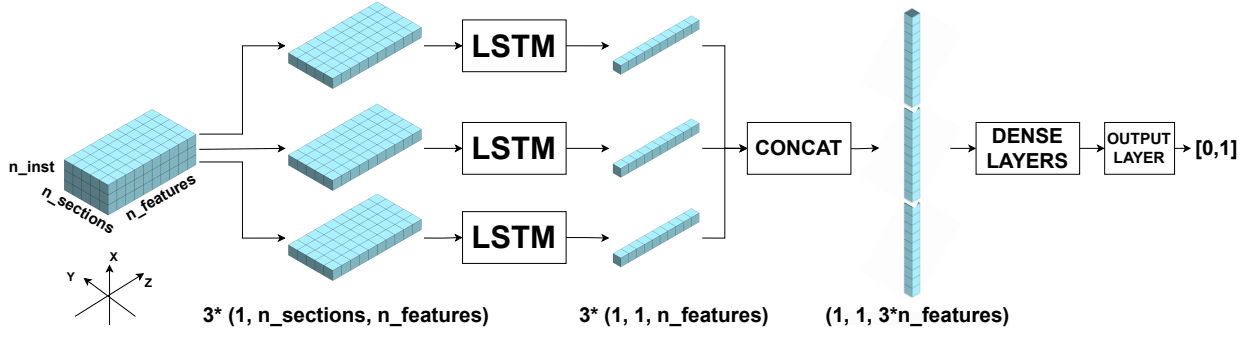 LSTM
n_inst
n_sections
n_features
LSTM
CONCAT
DENSE
LAYERS
OUTPUT
LAYER
[0,1]
LSTM
X
Y
Z
3* (1, n_sections, n_features)
3* (1, 1, n_features)
(1, 1, 3*n_features)